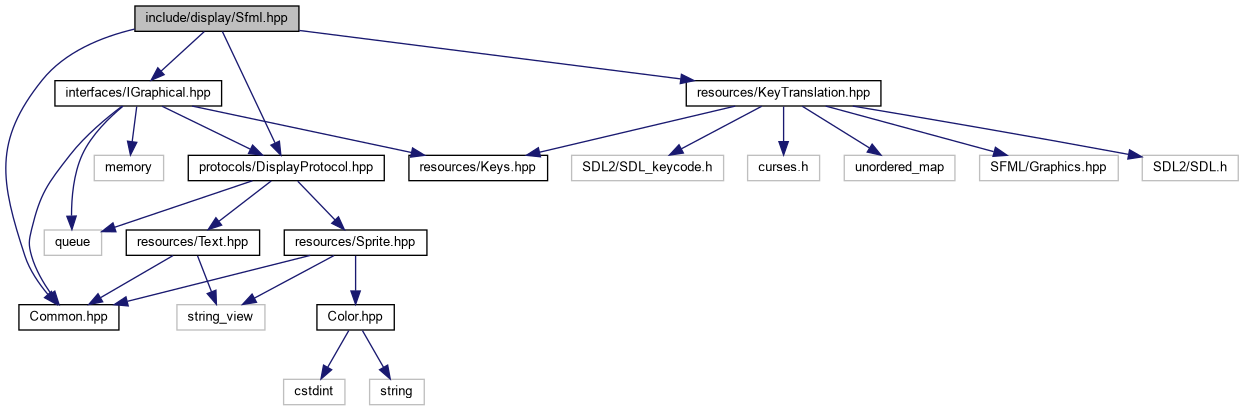 include/display/Sfml.hpp
interfaces/IGraphical.hpp
resources/KeyTranslation.hpp
memory
protocols/DisplayProtocol.hpp
resources/Keys.hpp
SDL2/SDL_keycode.h
curses.h
unordered_map
SFML/Graphics.hpp
SDL2/SDL.h
queue
resources/Text.hpp
resources/Sprite.hpp
Common.hpp
string_view
Color.hpp
cstdint
string